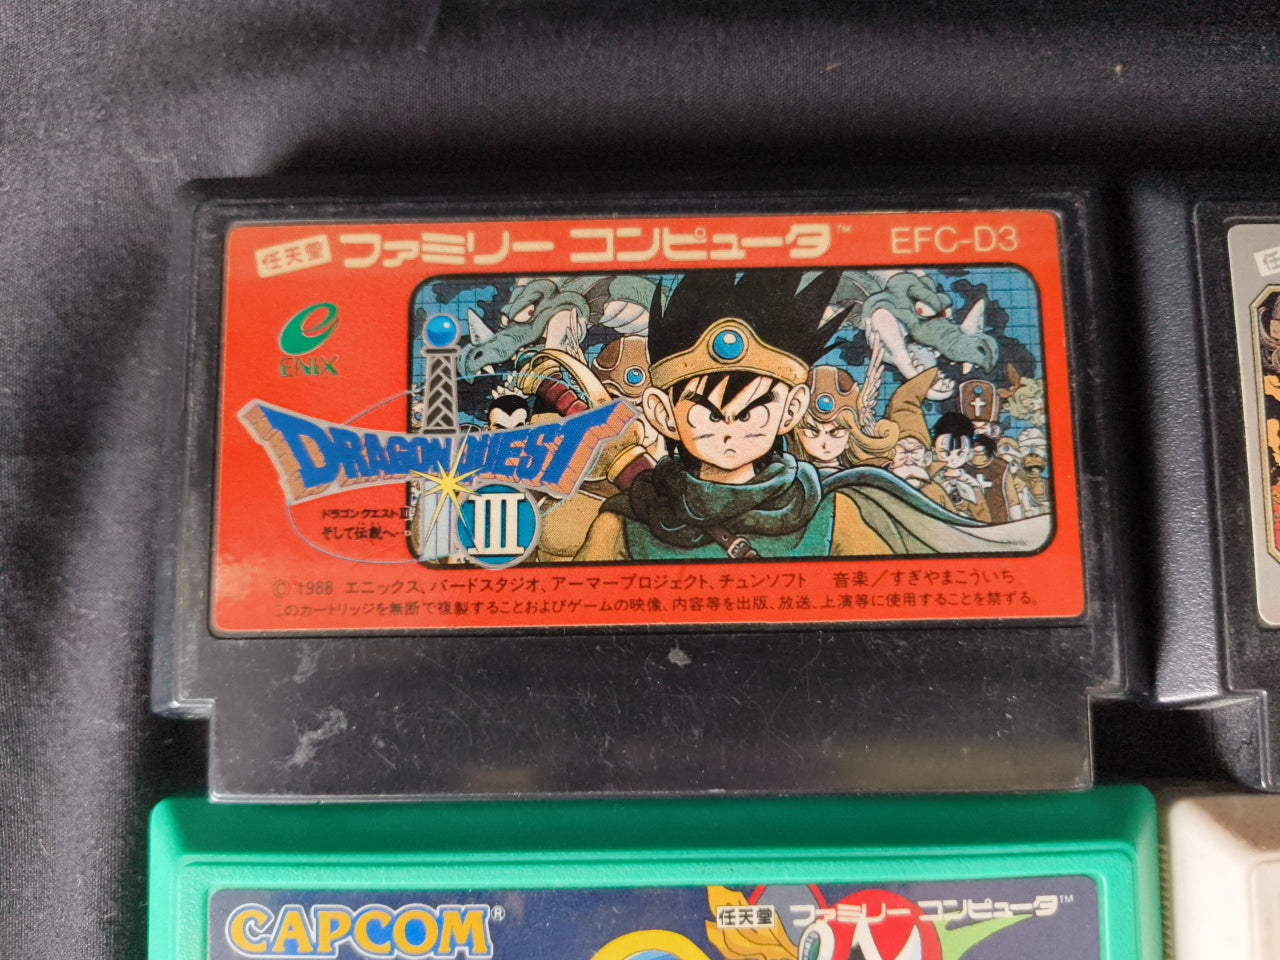 任天堂 ファミリー コンピュータ™ EFC-D3
ENIX
DRAGON QUEST
III
ドラゴンクエストIII
そして伝説へ…
© 1988 エニックス、バードスタジオ、アーマープロジェクト、チュンソフト 音楽/すぎやまこういち
このカートリッジを無断で複製することおよびゲームの映像、内容等を出版、放送、上演等に使用することを禁ずる。
CAPCOM® 任天堂 ファミリー コンピュータ™